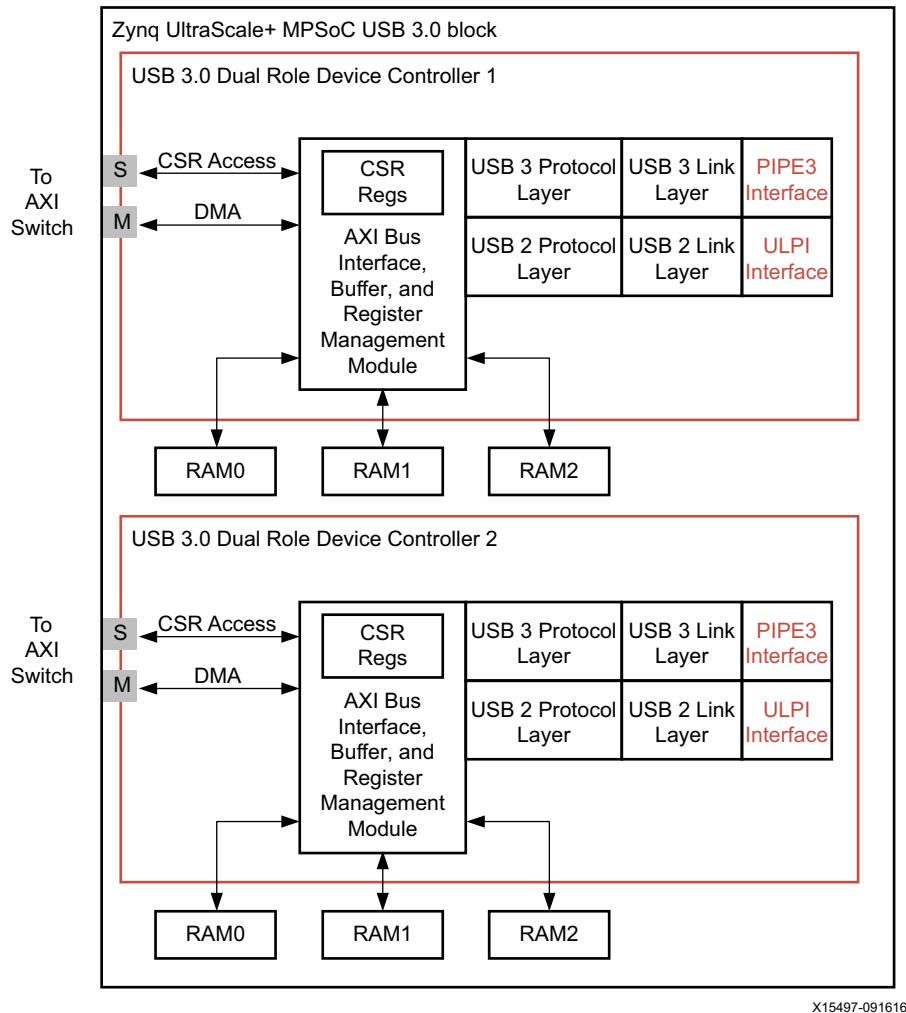 Zynq UltraScale+ MPSoC USB 3.0 block
USB 3.0 Dual Role Device Controller 1
To
AXI
Switch
S
CSR Access
M
DMA
CSR
Regs
AXI Bus
Interface,
Buffer, and
Register
Management
Module
USB 3 Protocol
Layer
USB 3 Link
Layer
PIPE3
Interface
USB 2 Protocol
Layer
USB 2 Link
Layer
ULPI
Interface
RAM0
RAM1
RAM2
USB 3.0 Dual Role Device Controller 2
To
AXI
Switch
S
CSR Access
M
DMA
CSR
Regs
AXI Bus
Interface,
Buffer, and
Register
Management
Module
USB 3 Protocol
Layer
USB 3 Link
Layer
PIPE3
Interface
USB 2 Protocol
Layer
USB 2 Link
Layer
ULPI
Interface
RAM0
RAM1
RAM2
X15497-091616